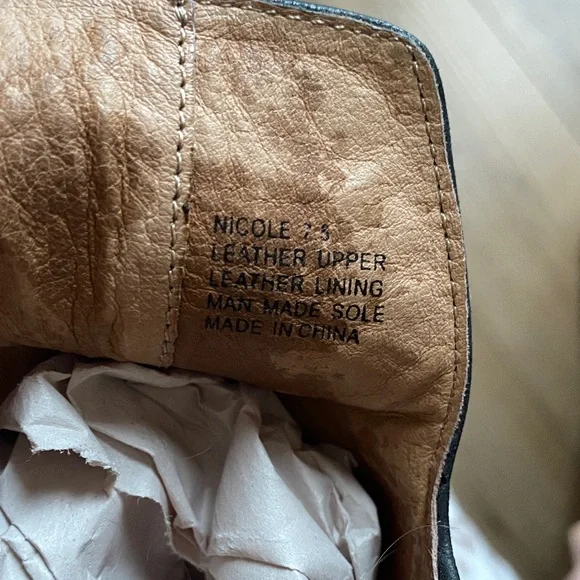 NICOLE 7.5
LEATHER UPPER
LEATHER LINING
MAN MADE SOLE
MADE IN CHINA